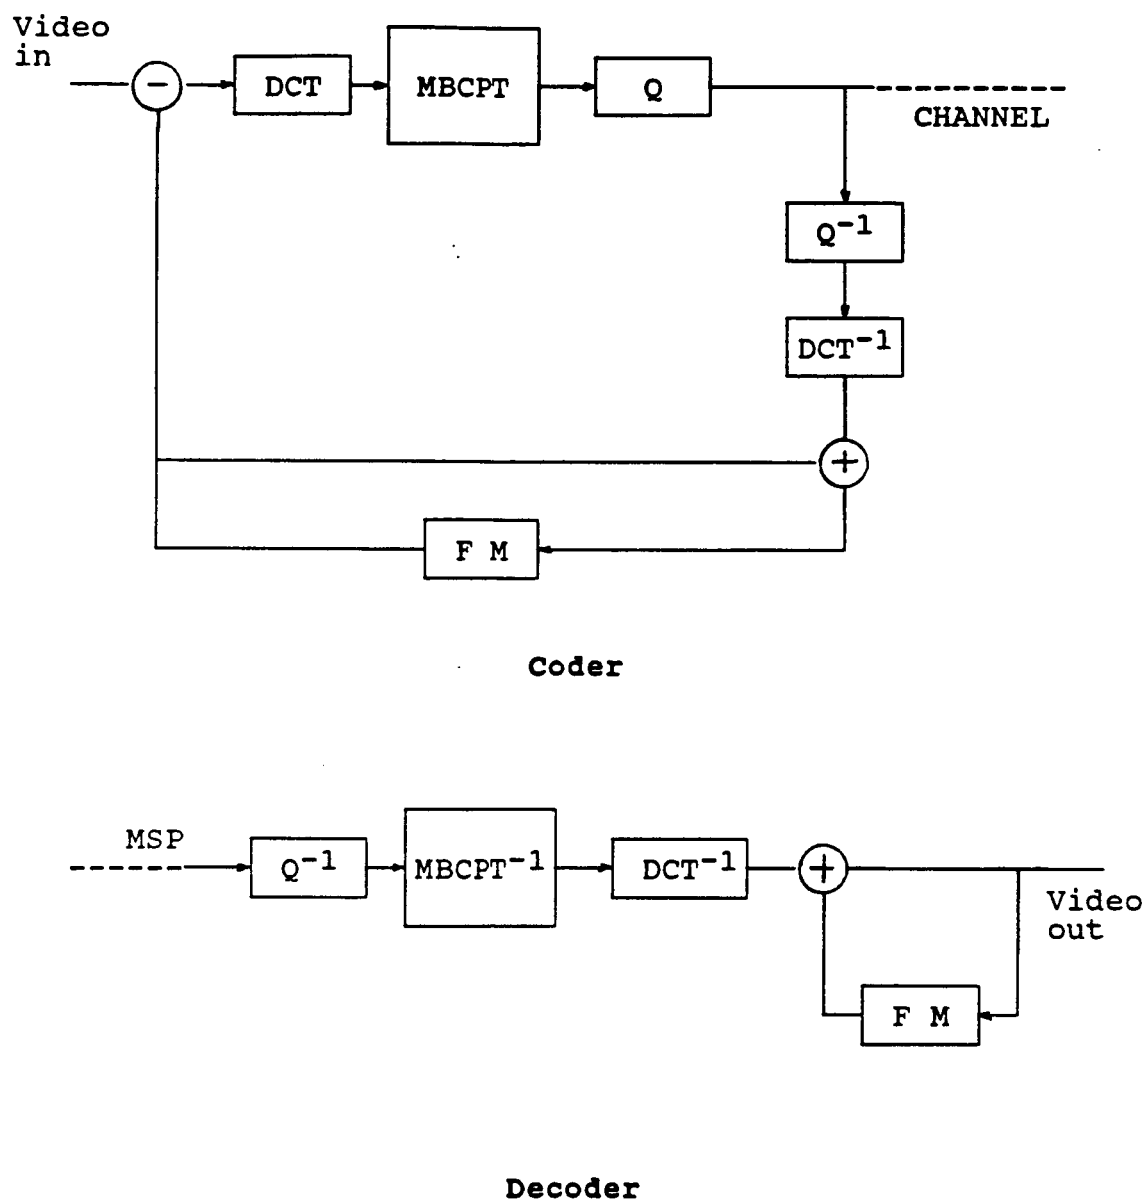 Video
in
−
DCT
MBCPT
Q
CHANNEL
Q⁻¹
DCT⁻¹
+
F M
Coder
MSP
Q⁻¹
MBCPT⁻¹
DCT⁻¹
+
Video
out
F M
Decoder